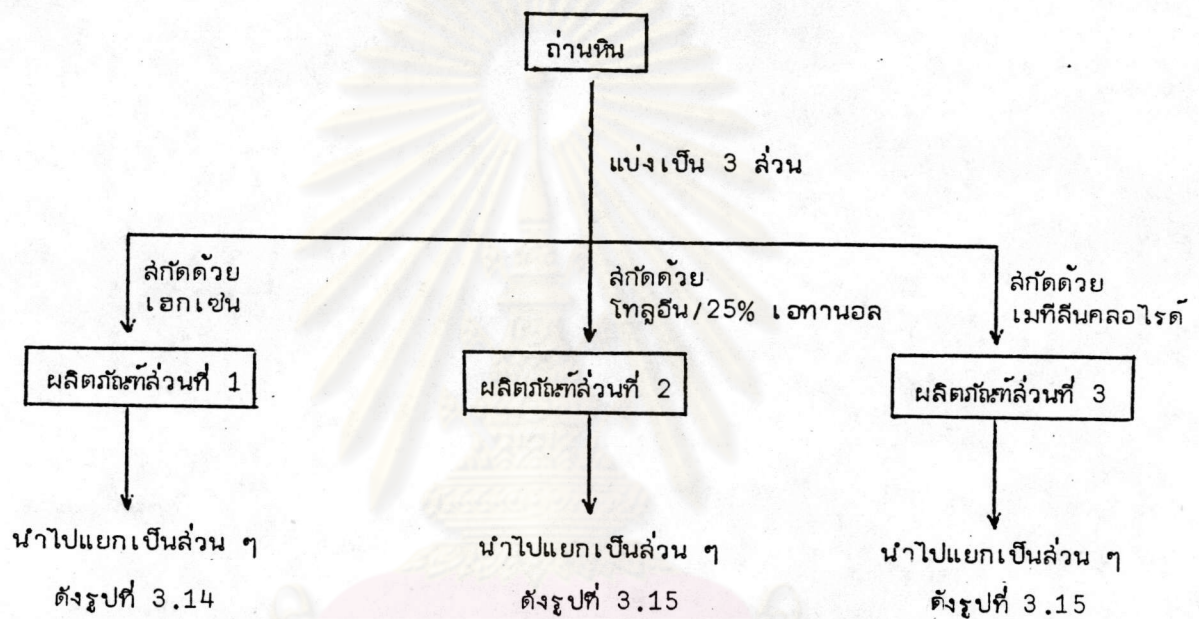 ถ่านหิน
แบ่งเป็น 3 ส่วน
สกัดด้วย
เฮกเซน
สกัดด้วย
โทลูอีน/25% เอทานอล
สกัดด้วย
เมทีลีนคลอไรด์
ผลิตภัณฑ์ส่วนที่ 1
ผลิตภัณฑ์ส่วนที่ 2
ผลิตภัณฑ์ส่วนที่ 3
นำไปแยกเป็นส่วน ๆ
ดังรูปที่ 3.14
นำไปแยกเป็นส่วน ๆ
ดังรูปที่ 3.15
นำไปแยกเป็นส่วน ๆ
ดังรูปที่ 3.15